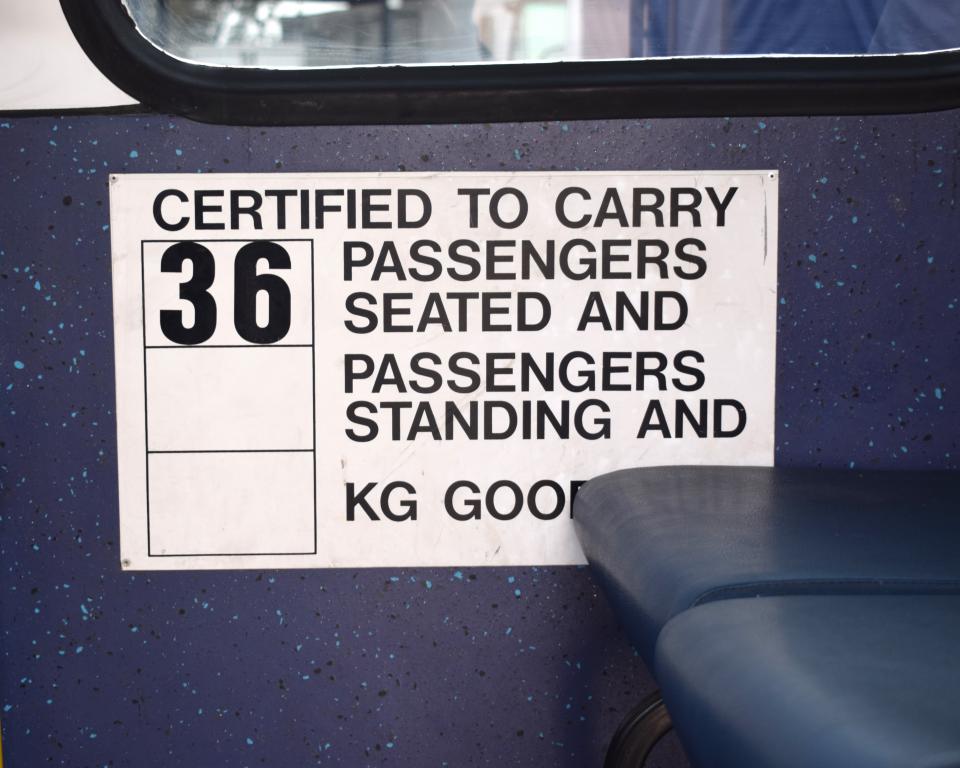 CERTIFIED TO CARRY
36 PASSENGERS
SEATED AND
PASSENGERS
STANDING AND
KG